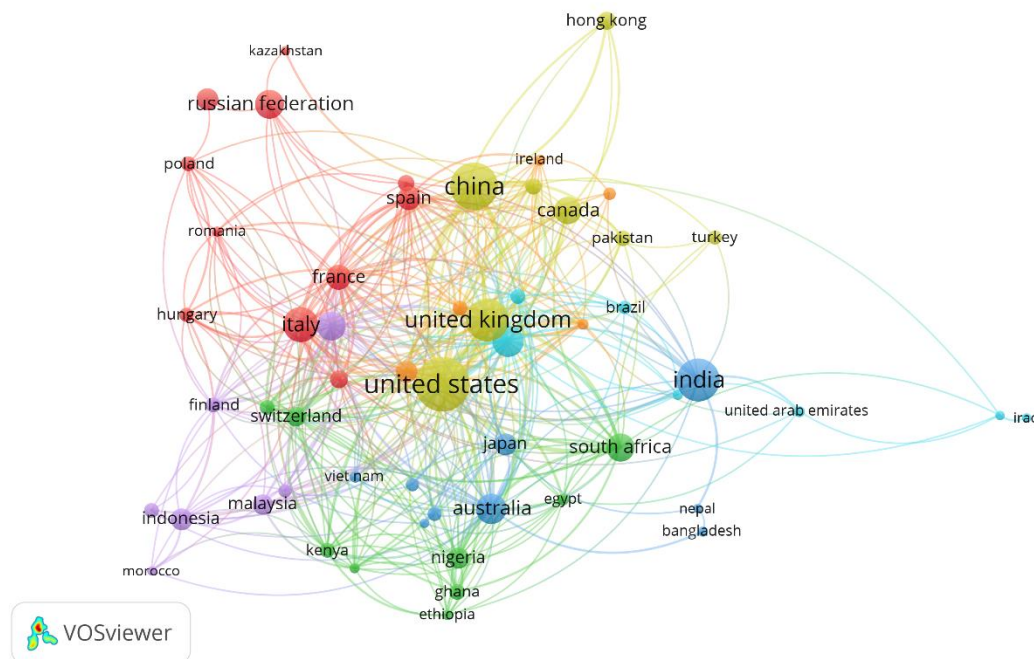 hong kong
kazakhstan
russian federation
poland
ireland
china
spain
canada
romania
pakistan
turkey
france
hungary
brazil
italy
united kingdom
united states
india
finland
switzerland
united arab emirates
iraq
japan
south africa
viet nam
malaysia
egypt
indonesia
australia
nepal
bangladesh
kenya
nigeria
morocco
ghana
ethiopia
VOSviewer